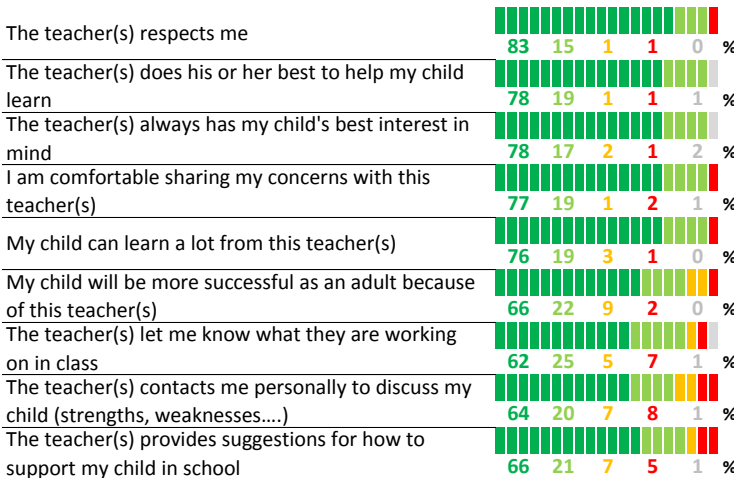 The teacher(s) respects me
83 15 1 1 0 %
The teacher(s) does his or her best to help my child
learn
78 19 1 1 1 %
The teacher(s) always has my child's best interest in
mind
78 17 2 1 2 %
I am comfortable sharing my concerns with this
teacher(s)
77 19 1 2 1 %
My child can learn a lot from this teacher(s)
76 19 3 1 0 %
My child will be more successful as an adult because
of this teacher(s)
66 22 9 2 0 %
The teacher(s) let me know what they are working
on in class
62 25 5 7 1 %
The teacher(s) contacts me personally to discuss my
child (strengths, weaknesses....)
64 20 7 8 1 %
The teacher(s) provides suggestions for how to
support my child in school
66 21 7 5 1 %